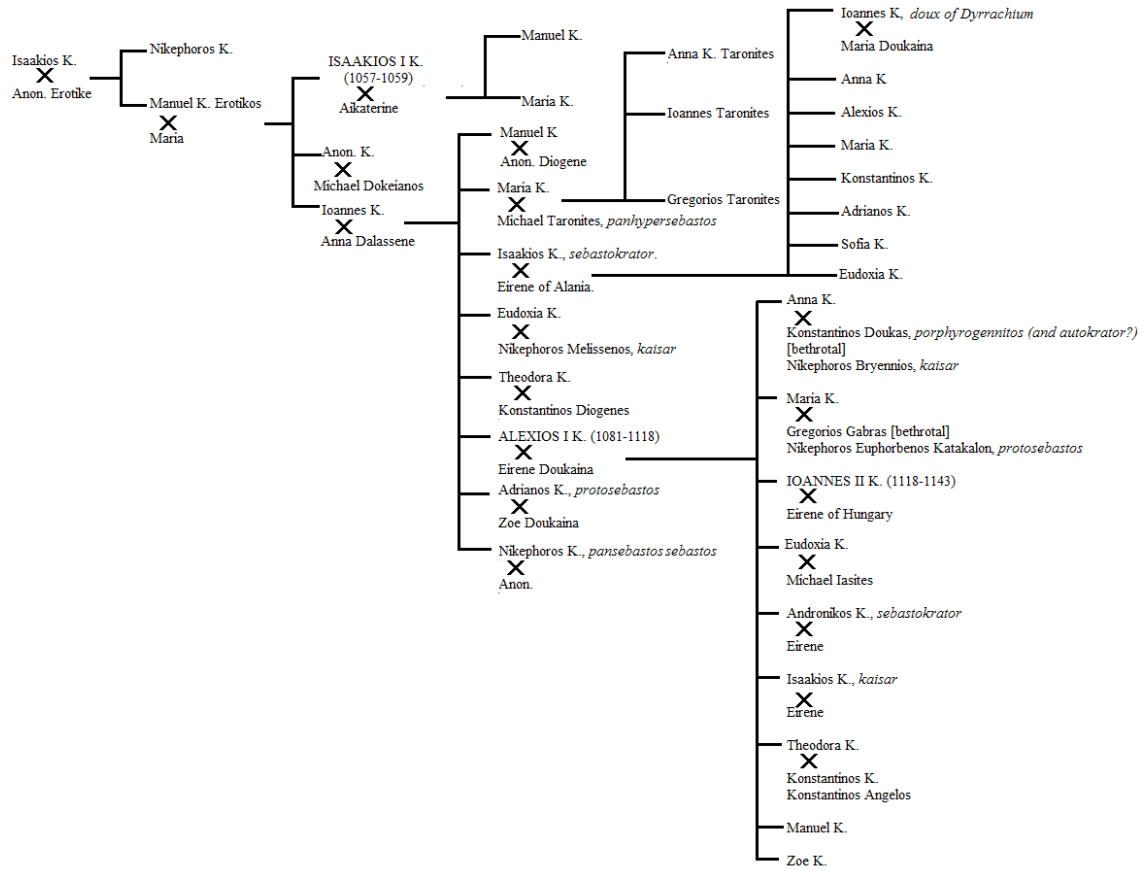 Isaakios K.
Anon. Erotike
Nikephoros K.
Manuel K. Erotikos
Maria
ISAAKIOS I K.
(1057-1059)
Aikaterine
Anon. K.
Michael Dokeianos
Ioannes K.
Anna Dalassene
Manuel K.
Maria K.
Manuel K
Anon. Diogene
Maria K.
Michael Taronites, panhypersebastos
Isaakios K., sebastokrator.
Eirene of Alania.
Eudoxia K.
Nikephoros Melissenos, kaisar
Theodora K.
Konstantinos Diogenes
ALEXIOS I K. (1081-1118)
Eirene Doukaina
Adrianos K., protosebastos
Zoe Doukaina
Nikephoros K., pansebastos sebastos
Anon.
Anna K. Taronites
Ioannes Taronites
Gregorios Taronites
Ioannes K, doux of Dyrrachium
Maria Doukaina
Anna K
Alexios K.
Maria K.
Konstantinos K.
Adrianos K.
Sofia K.
Eudoxia K.
Anna K.
Konstantinos Doukas, porphyrogennitos (and autokrator?)
[bethrotal]
Nikephoros Bryennios, kaisar
Maria K.
Gregorios Gabras [bethrotal]
Nikephoros Euphorbenos Katakalon, protosebastos
IOANNES II K. (1118-1143)
Eirene of Hungary
Eudoxia K.
Michael Iasites
Andronikos K., sebastokrator
Eirene
Isaakios K., kaisar
Eirene
Theodora K.
Konstantinos K.
Konstantinos Angelos
Manuel K.
Zoe K.